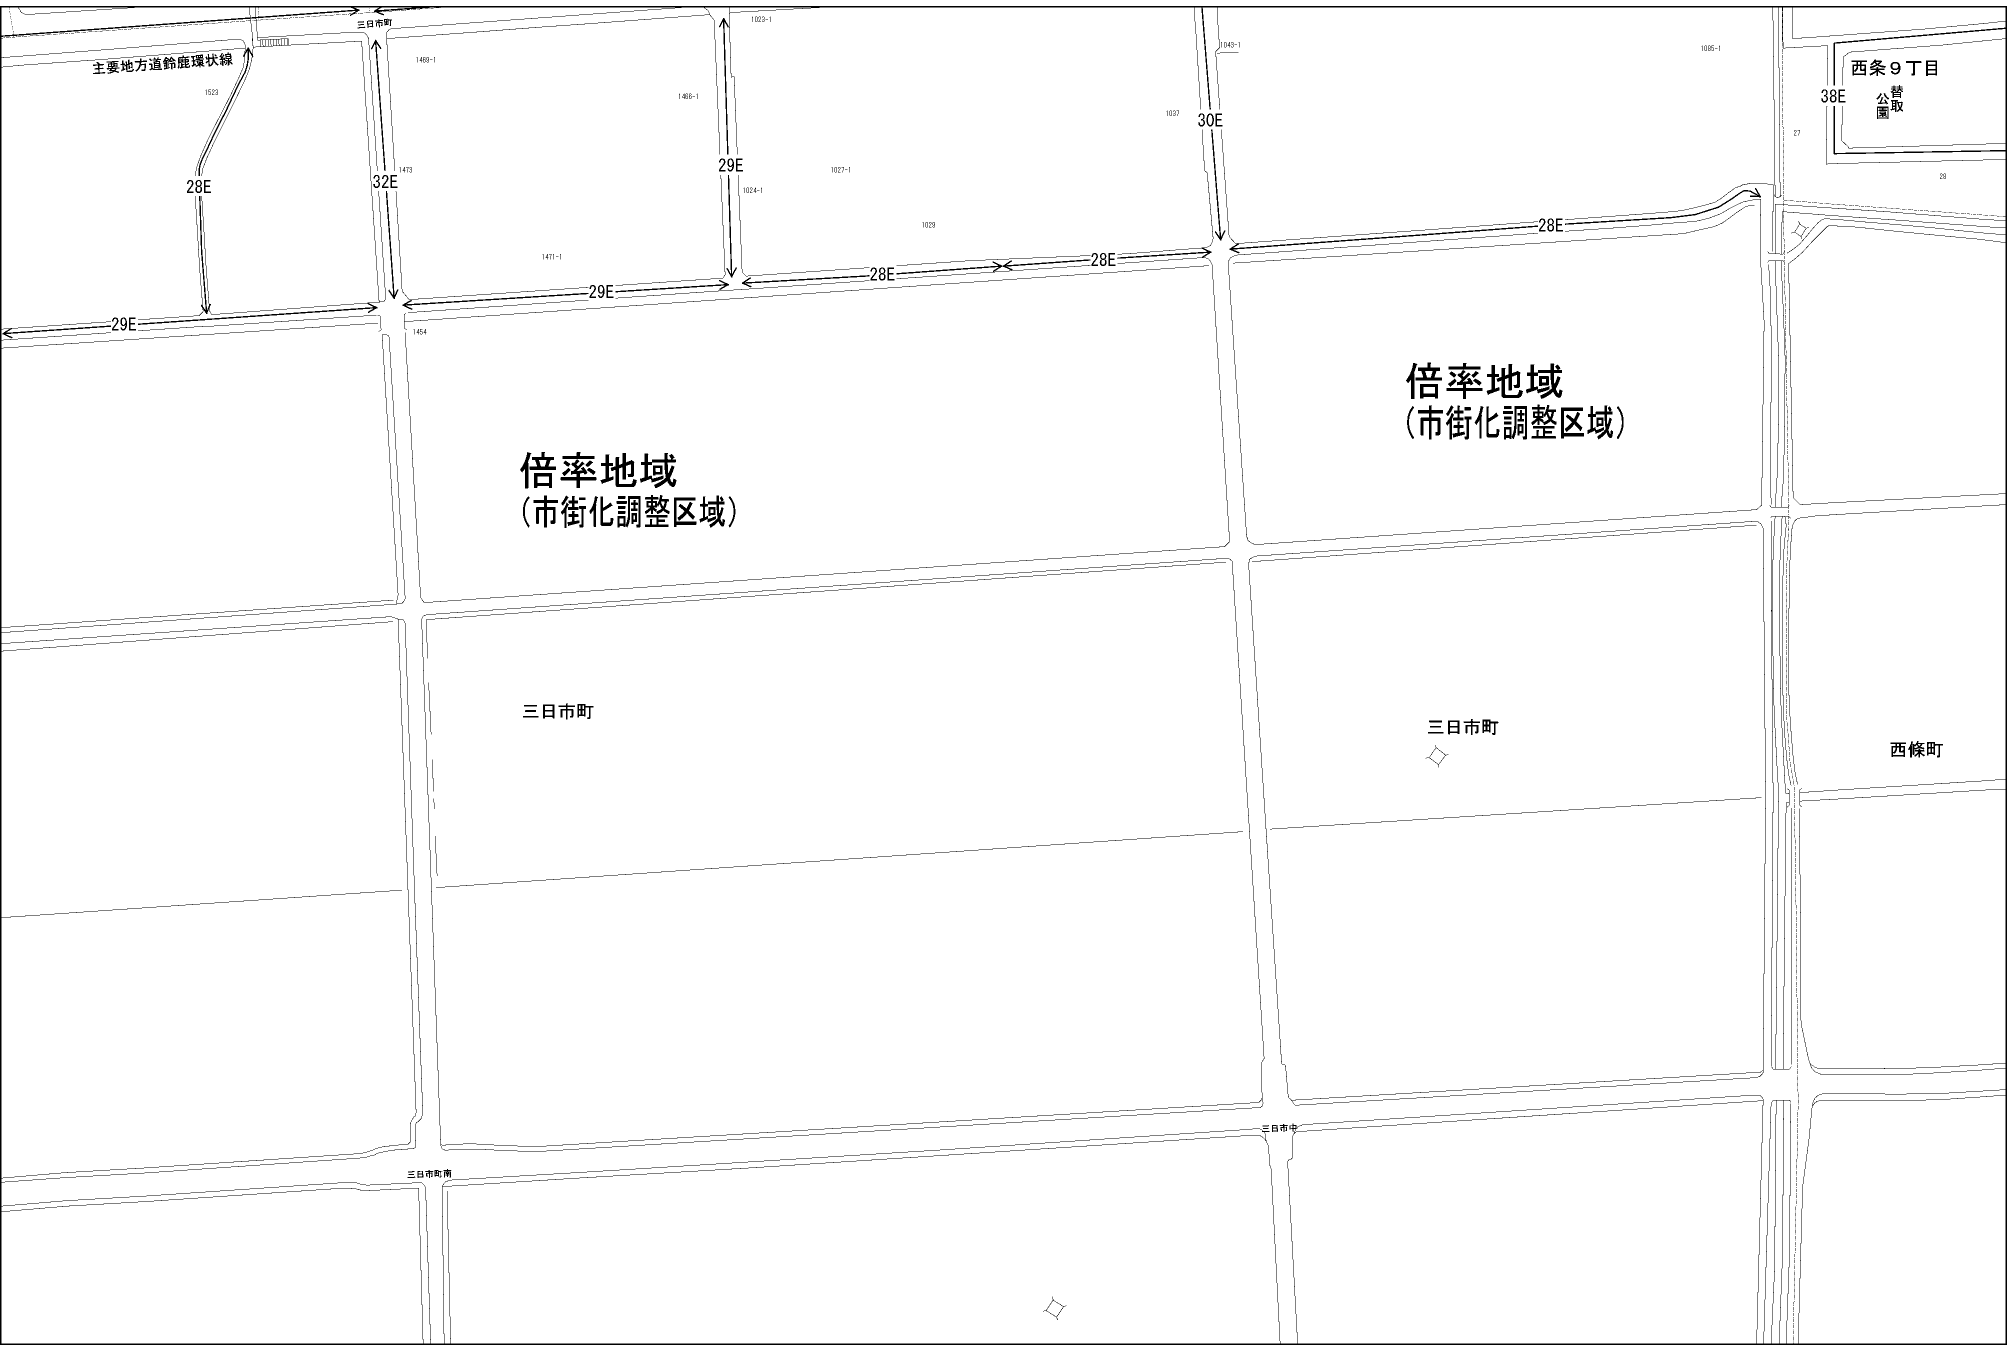 三日市町
1023-1
1043-1
1085-1
主要地方道鈴鹿環状線
1469-1
西条９丁目
替取
公園
38E
1523
1466-1
1037
30E
27
28E
32E
1473
29E
1024-1
1027-1
28
1029
28E
1471-1
28E
28E
29E
29E
1454
倍率地域
(市街化調整区域)
倍率地域
(市街化調整区域)
三日市町
三日市町
西條町
三日市中
三日市町南